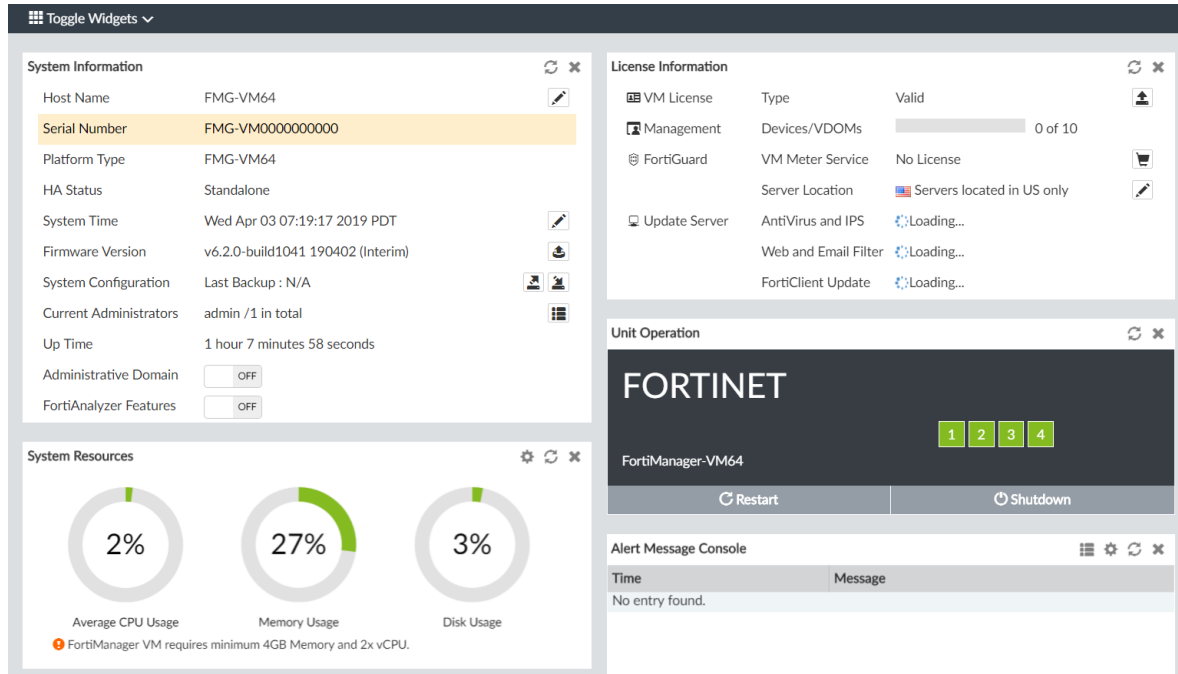 Toggle Widgets
System Information
Host Name FMG-VM64
Serial Number FMG-VM0000000000
Platform Type FMG-VM64
HA Status Standalone
System Time Wed Apr 03 07:19:17 2019 PDT
Firmware Version v6.2.0-build1041 190402 (Interim)
System Configuration Last Backup : N/A
Current Administrators admin /1 in total
Up Time 1 hour 7 minutes 58 seconds
Administrative Domain OFF
FortiAnalyzer Features OFF
System Resources
2% 27% 3%
Average CPU Usage Memory Usage Disk Usage
FortiManager VM requires minimum 4GB Memory and 2x vCPU.
License Information
VM License Type Valid
Management Devices/VDOMs 0 of 10
FortiGuard VM Meter Service No License
Server Location Servers located in US only
Update Server AntiVirus and IPS Loading...
Web and Email Filter Loading...
FortiClient Update Loading...
Unit Operation
FORTINET
1 2 3 4
FortiManager-VM64
Restart Shutdown
Alert Message Console
Time Message
No entry found.